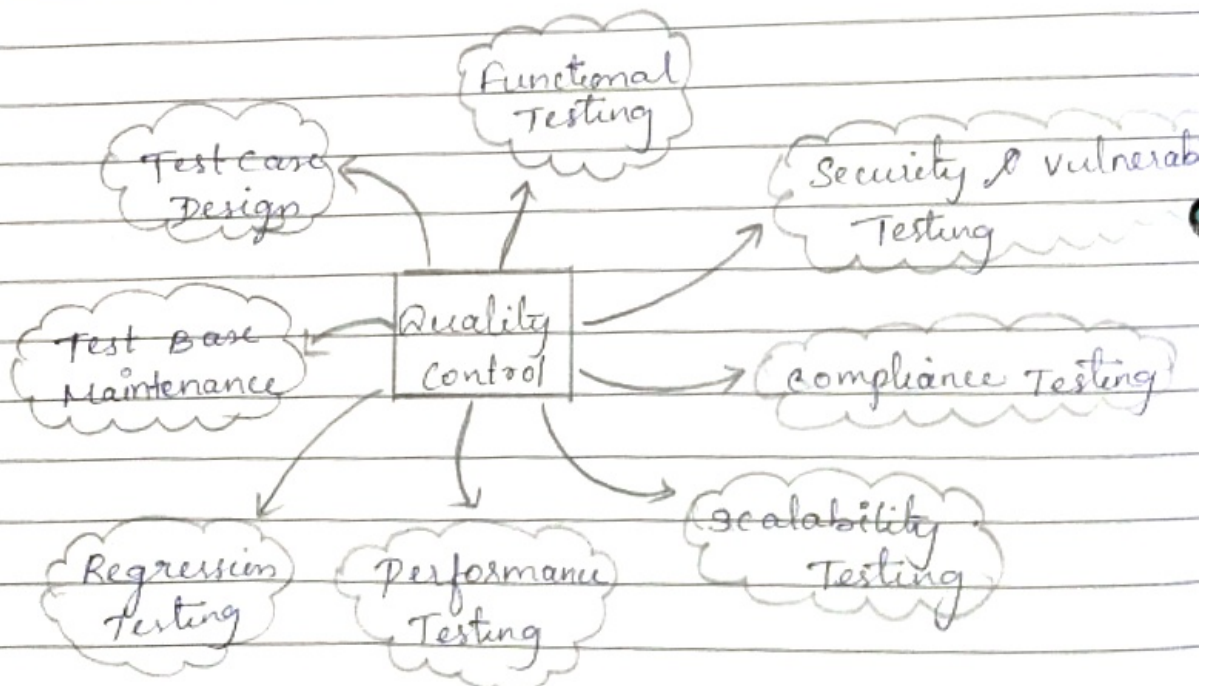 Functional
Testing
Test Case
Design
Security & vulnerab
Testing
Quality
Control
Test Base
Maintenance
Compliance Testing
Scalability
Testing
Regression
Testing
Performance
Testing